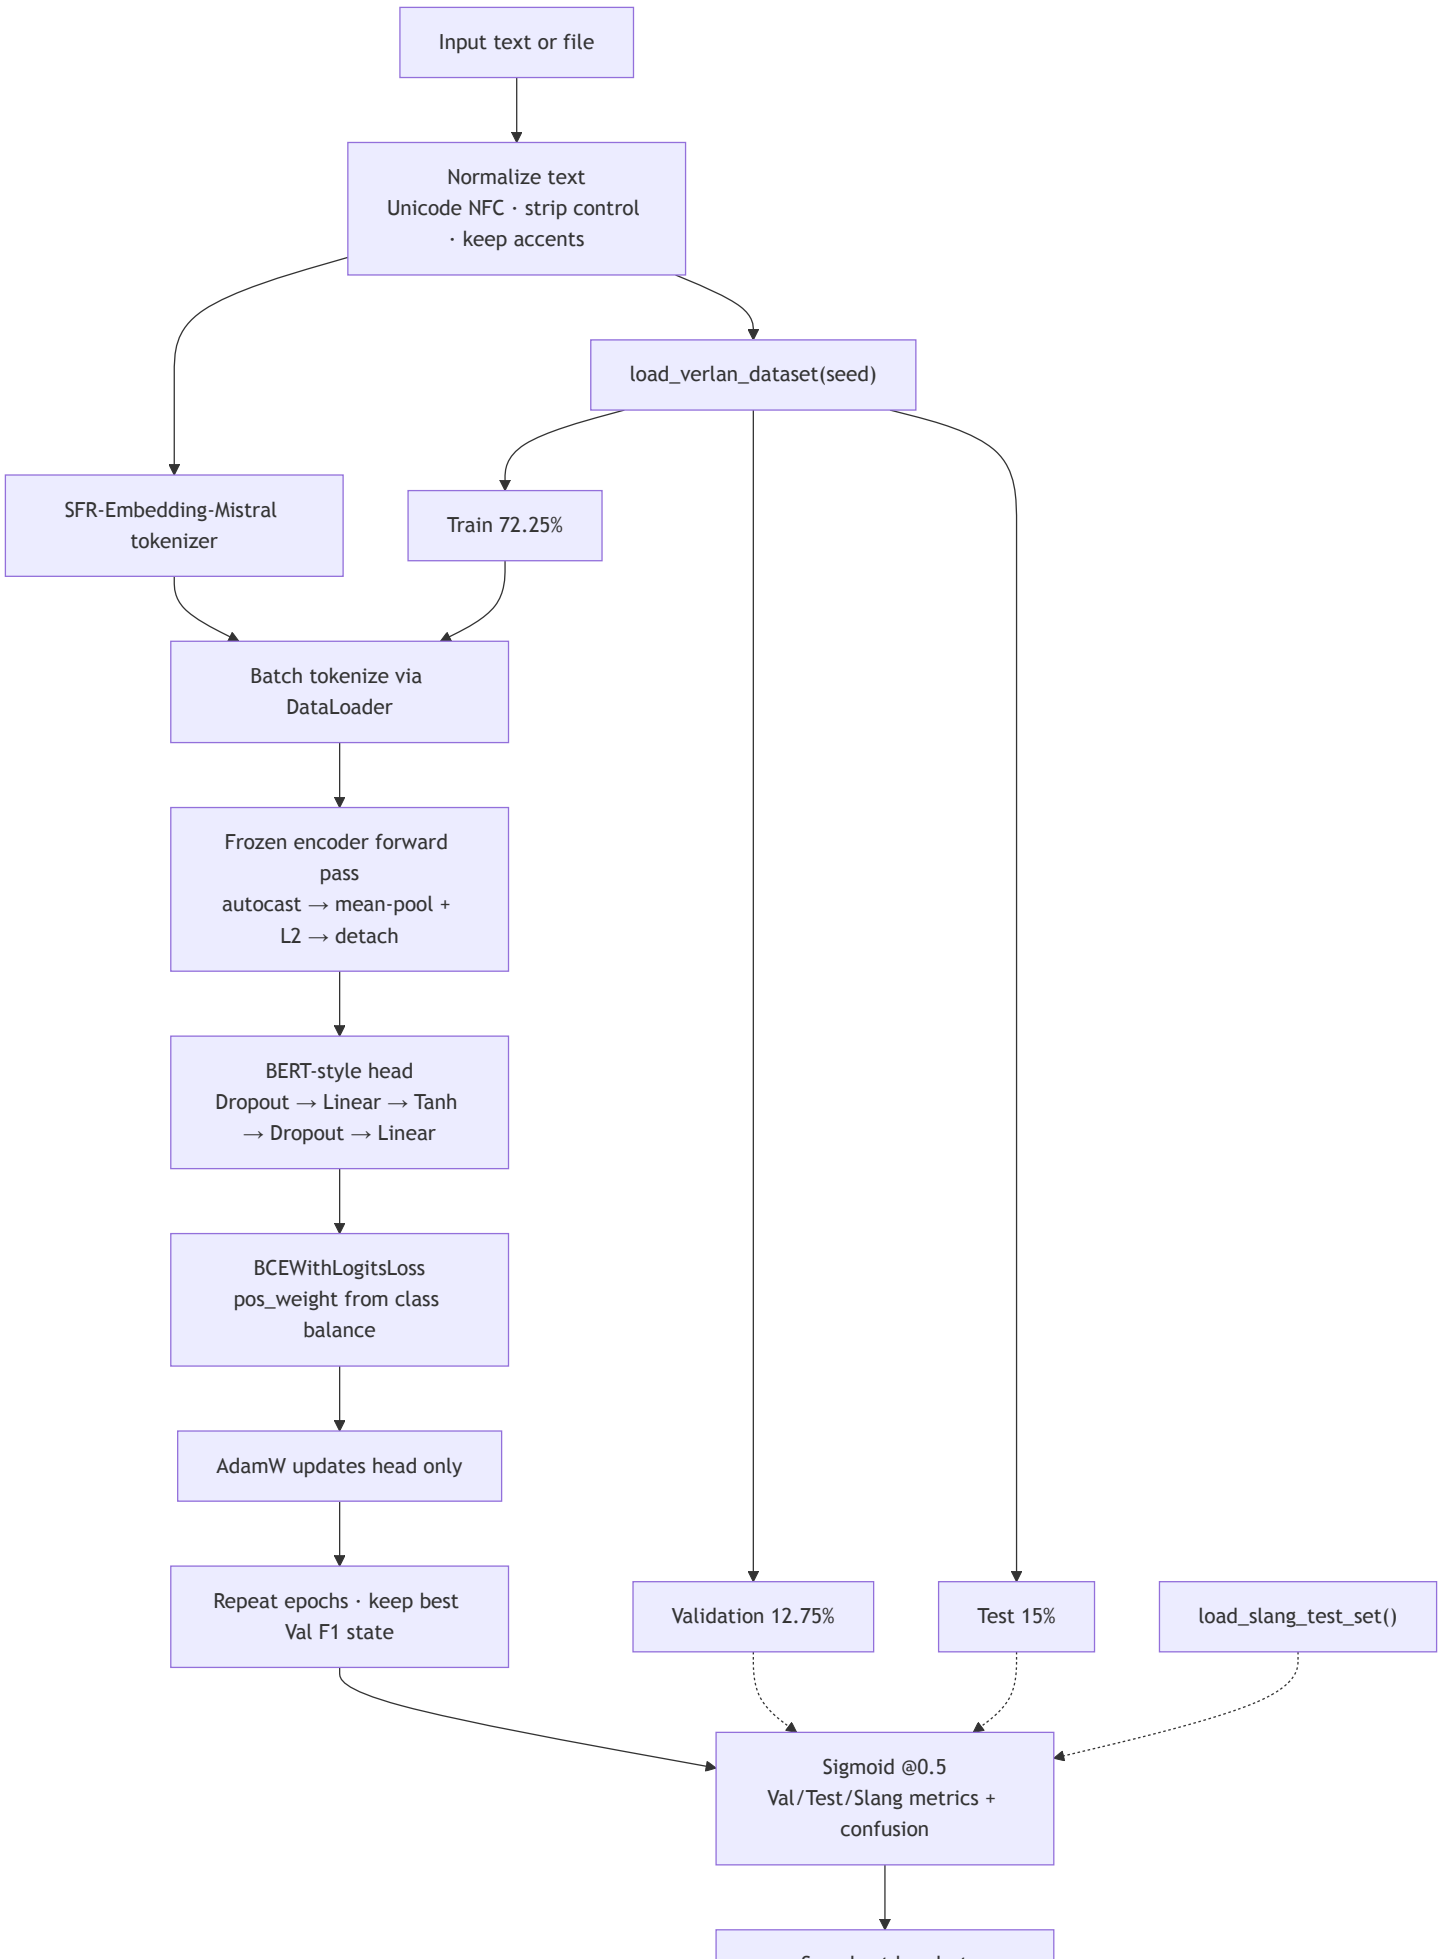 Input text or file
Normalize text
Unicode NFC · strip control
· keep accents
load_verlan_dataset(seed)
SFR-Embedding-Mistral
tokenizer
Train 72.25%
Batch tokenize via
DataLoader
Frozen encoder forward
pass
autocast → mean-pool +
L2 → detach
BERT-style head
Dropout → Linear → Tanh
→ Dropout → Linear
BCEWithLogitsLoss
pos_weight from class
balance
AdamW updates head only
Repeat epochs · keep best
Val F1 state
Validation 12.75%
Test 15%
load_slang_test_set()
Sigmoid @0.5
Val/Test/Slang metrics +
confusion